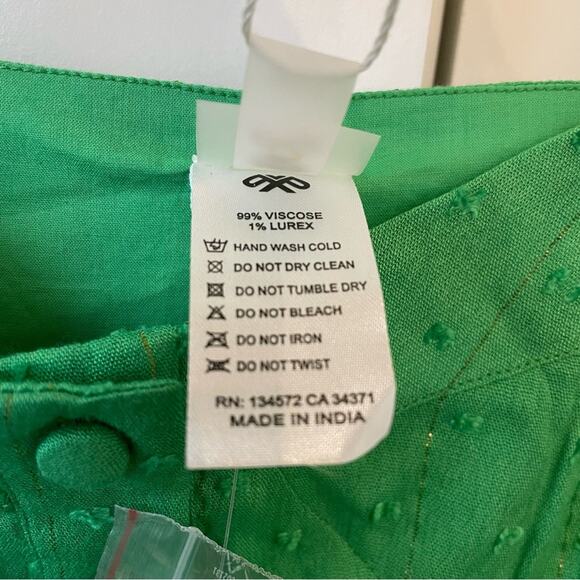 99% VISCOSE
1% LUREX
HAND WASH COLD
DO NOT DRY CLEAN
DO NOT TUMBLE DRY
DO NOT BLEACH
DO NOT IRON
DO NOT TWIST
RN: 134572 CA 34371
MADE IN INDIA